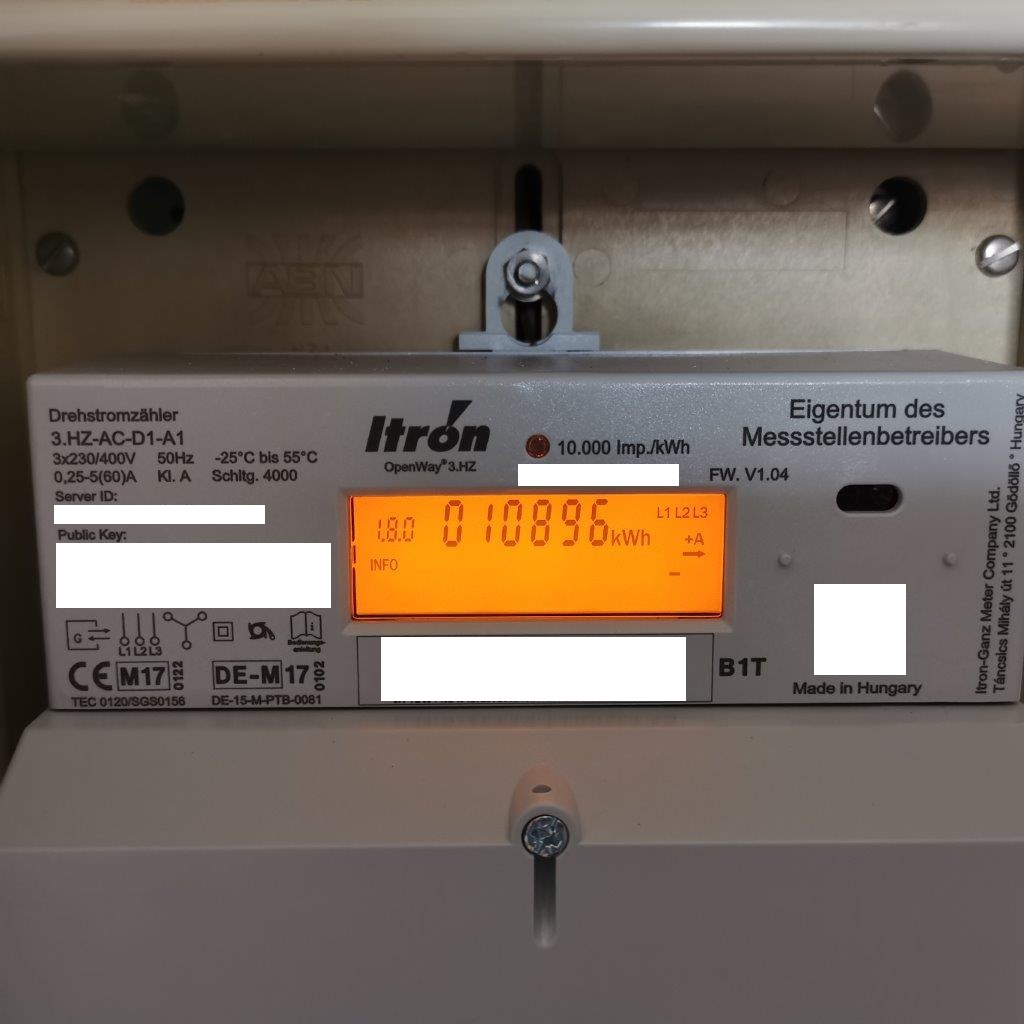 ABN
Drehstromzähler
3.HZ-AC-D1-A1
3x230/400V 50Hz -25°C bis 55°C
0,25-5(60)A Kl. A Schltg. 4000
Server ID:
Public Key:
Itron
OpenWay® 3.HZ
10.000 Imp./kWh
FW. V1.04
Eigentum des
Messstellenbetreibers
1.8.0 010896 kWh
L1 L2 L3
+A
INFO
G
L1 L2 L3
i
Bedienungs-
anleitung
CE M17 0122
DE-M 17 0102
TEC 0120/SGS0156
DE-15-M-PTB-0081
B1T
Made in Hungary
Itron-Ganz Meter Company Ltd.
Táncsics Mihály út 11 ° 2100 Gödöllő ° Hungary